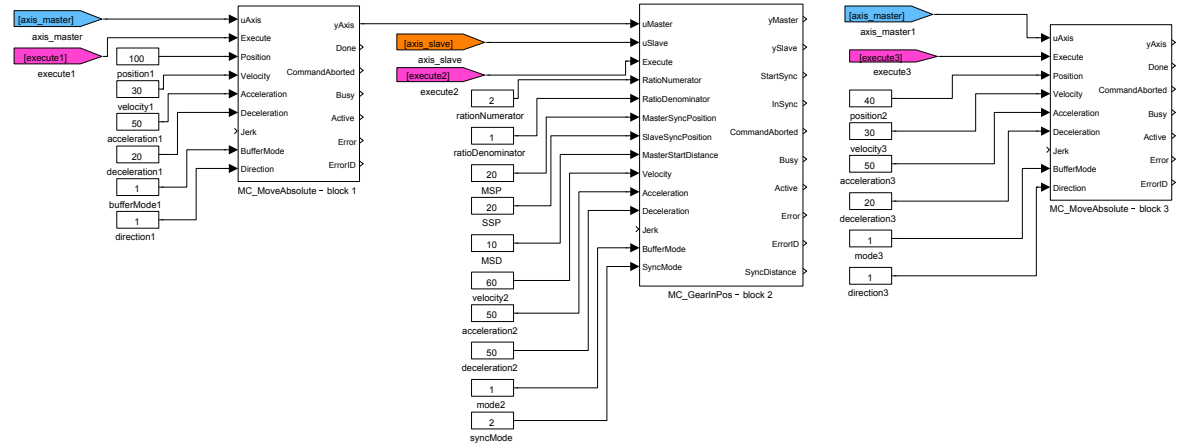 [axis_master]
axis_master
[execute1]
execute1
100
position1
30
velocity1
50
acceleration1
20
deceleration1
1
bufferMode1
1
direction1
uAxis
Execute
Position
Velocity
Acceleration
Deceleration
Jerk
BufferMode
Direction
yAxis
Done
CommandAborted
Busy
Active
Error
ErrorID
MC_MoveAbsolute - block 1
[axis_slave]
axis_slave
[execute2]
execute2
2
rationNumerator
1
ratioDenominator
20
MSP
20
SSP
10
MSD
60
velocity2
50
acceleration2
50
deceleration2
1
mode2
2
syncMode
uMaster
uSlave
Execute
RatioNumerator
RatioDenominator
MasterSyncPosition
SlaveSyncPosition
MasterStartDistance
Velocity
Acceleration
Deceleration
Jerk
BufferMode
SyncMode
yMaster
ySlave
StartSync
InSync
CommandAborted
Busy
Active
Error
ErrorID
SyncDistance
MC_GearInPos - block 2
[axis_master]
axis_master1
[execute3]
execute3
40
position2
30
velocity3
50
acceleration3
20
deceleration3
1
mode3
1
direction3
uAxis
Execute
Position
Velocity
Acceleration
Deceleration
Jerk
BufferMode
Direction
yAxis
Done
CommandAborted
Busy
Active
Error
ErrorID
MC_MoveAbsolute - block 3